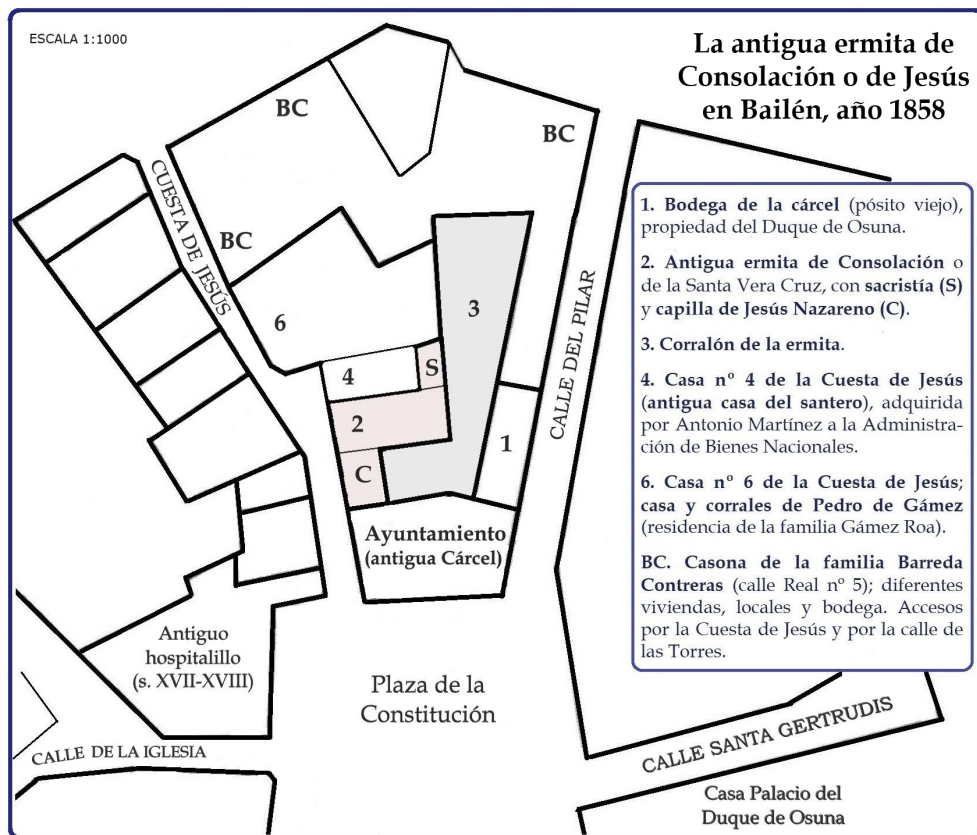 ESCALA 1:1000
La antigua ermita de
Consolación o de Jesús
en Bailén, año 1858
BC
BC
CUESTA DE JESÚS
BC
6
3
4
S
2
C
1
CALLE DEL PILAR
Ayuntamiento
(antigua Cárcel)
Antiguo
hospitalillo
(s. XVII-XVIII)
Plaza de la
Constitución
CALLE DE LA IGLESIA
CALLE SANTA GERTRUDIS
Casa Palacio del
Duque de Osuna
1. Bodega de la cárcel (pósito viejo),
propiedad del Duque de Osuna.
2. Antigua ermita de Consolación o
de la Santa Vera Cruz, con sacristía (S)
y capilla de Jesús Nazareno (C).
3. Corralón de la ermita.
4. Casa nº 4 de la Cuesta de Jesús
(antigua casa del santero), adquirida
por Antonio Martínez a la Administra-
ción de Bienes Nacionales.
6. Casa nº 6 de la Cuesta de Jesús;
casa y corrales de Pedro de Gámez
(residencia de la familia Gámez Roa).
BC. Casona de la familia Barreda
Contreras (calle Real nº 5); diferentes
viviendas, locales y bodega. Accesos
por la Cuesta de Jesús y por la calle de
las Torres.